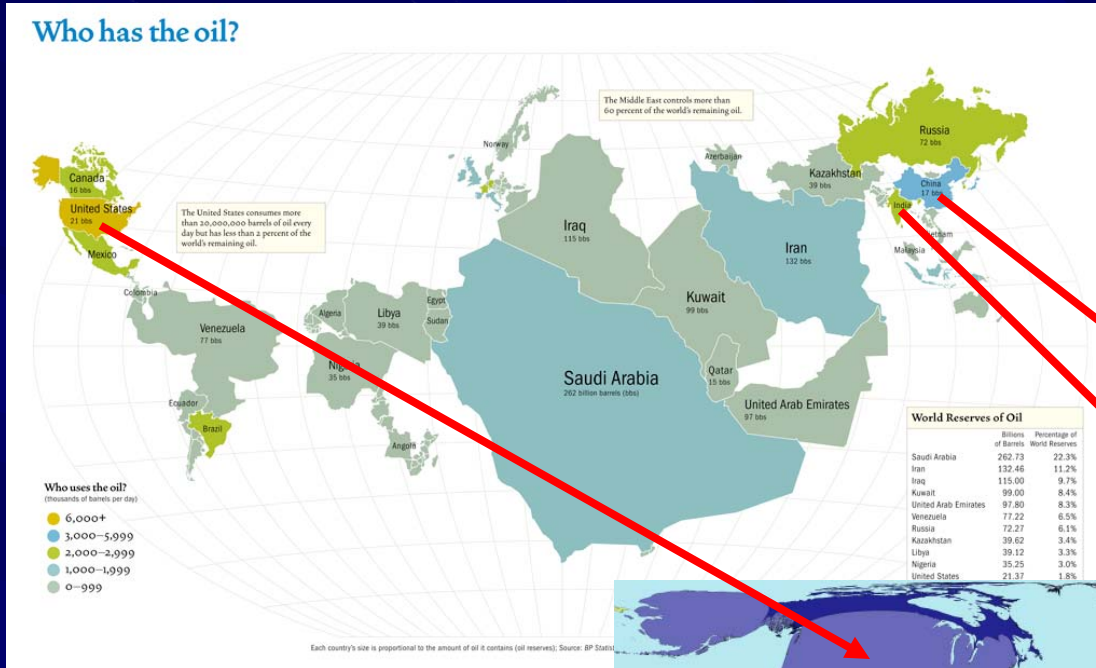 Who has the oil?
The Middle East controls more than
60 percent of the world's remaining oil.
Norway
Azerbaijan
Russia
72 bbs
Kazakhstan
39 bbs
China
17 bbs
India
Vietnam
Malaysia
Canada
16 bbs
United States
21 bbs
Mexico
The United States consumes more
than 20,000,000 barrels of oil every
day but has less than 2 percent of the
world's remaining oil.
Iraq
115 bbs
Iran
132 bbs
Kuwait
99 bbs
Qatar
15 bbs
United Arab Emirates
97 bbs
Saudi Arabia
262 billion barrels (bbs)
Colombia
Venezuela
77 bbs
Ecuador
Brazil
Algeria
Libya
39 bbs
Egypt
Sudan
Nigeria
35 bbs
Angola
Who uses the oil?
(thousands of barrels per day)
6,000+
3,000–5,999
2,000–2,999
1,000–1,999
0–999
World Reserves of Oil
Billions of Barrels Percentage of World Reserves
Saudi Arabia 262.73 22.3%
Iran 132.46 11.2%
Iraq 115.00 9.7%
Kuwait 99.00 8.4%
United Arab Emirates 97.80 8.3%
Venezuela 77.22 6.5%
Russia 72.27 6.1%
Kazakhstan 39.62 3.4%
Libya 39.12 3.3%
Nigeria 35.25 3.0%
United States 21.37 1.8%
Each country's size is proportional to the amount of oil it contains (oil reserves); Source: BP